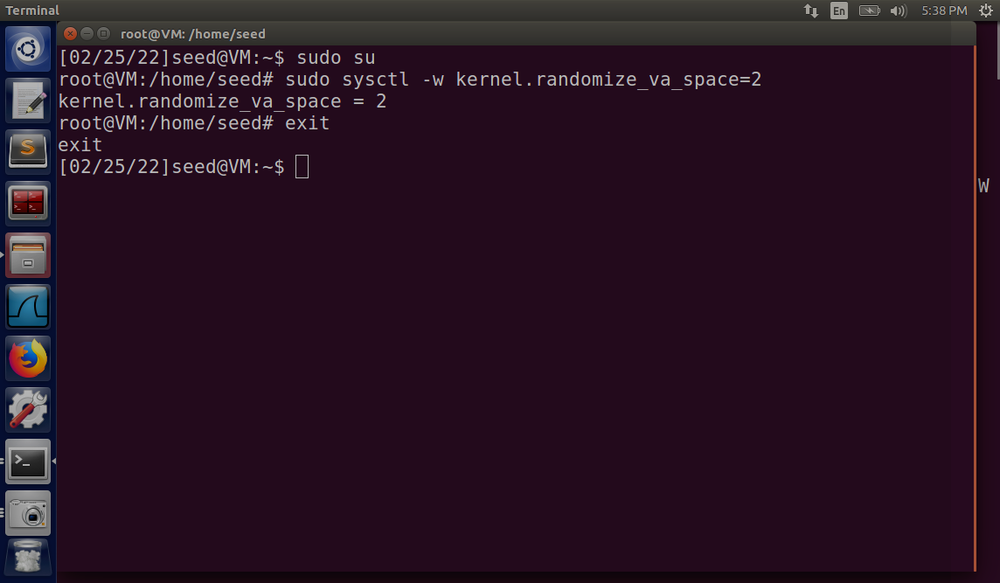 Terminal
En
5:38 PM
root@VM: /home/seed
[02/25/22]seed@VM:~$ sudo su
root@VM:/home/seed# sudo sysctl -w kernel.randomize_va_space=2
kernel.randomize_va_space = 2
root@VM:/home/seed# exit
exit
[02/25/22]seed@VM:~$
W